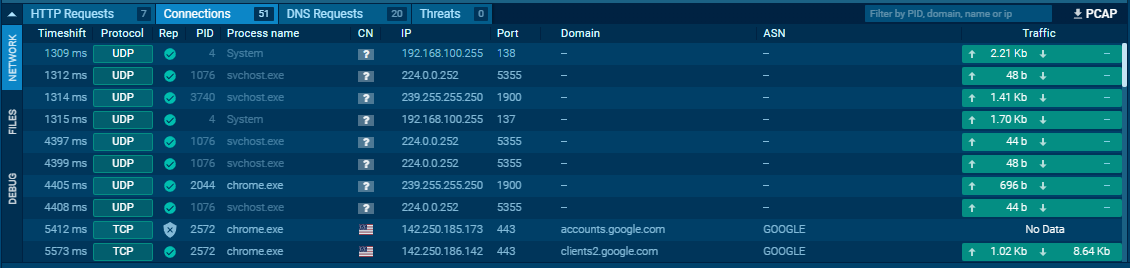 HTTP Requests 7 Connections 51 DNS Requests 20 Threats 0 Filter by PID, domain, name or ip PCAP
NETWORK
FILES
DEBUG
Timeshift Protocol Rep PID Process name CN IP Port Domain ASN Traffic
1309 ms UDP 4 System ? 192.168.100.255 138 – – 2.21 Kb –
1312 ms UDP 1076 svchost.exe ? 224.0.0.252 5355 – – 48 b –
1314 ms UDP 3740 svchost.exe ? 239.255.255.250 1900 – – 1.41 Kb –
1315 ms UDP 4 System ? 192.168.100.255 137 – – 1.70 Kb –
4397 ms UDP 1076 svchost.exe ? 224.0.0.252 5355 – – 44 b –
4399 ms UDP 1076 svchost.exe ? 224.0.0.252 5355 – – 48 b –
4405 ms UDP 2044 chrome.exe ? 239.255.255.250 1900 – – 696 b –
4408 ms UDP 1076 svchost.exe ? 224.0.0.252 5355 – – 44 b –
5412 ms TCP 2572 chrome.exe 142.250.185.173 443 accounts.google.com GOOGLE No Data
5573 ms TCP 2572 chrome.exe 142.250.186.142 443 clients2.google.com GOOGLE 1.02 Kb 8.64 Kb